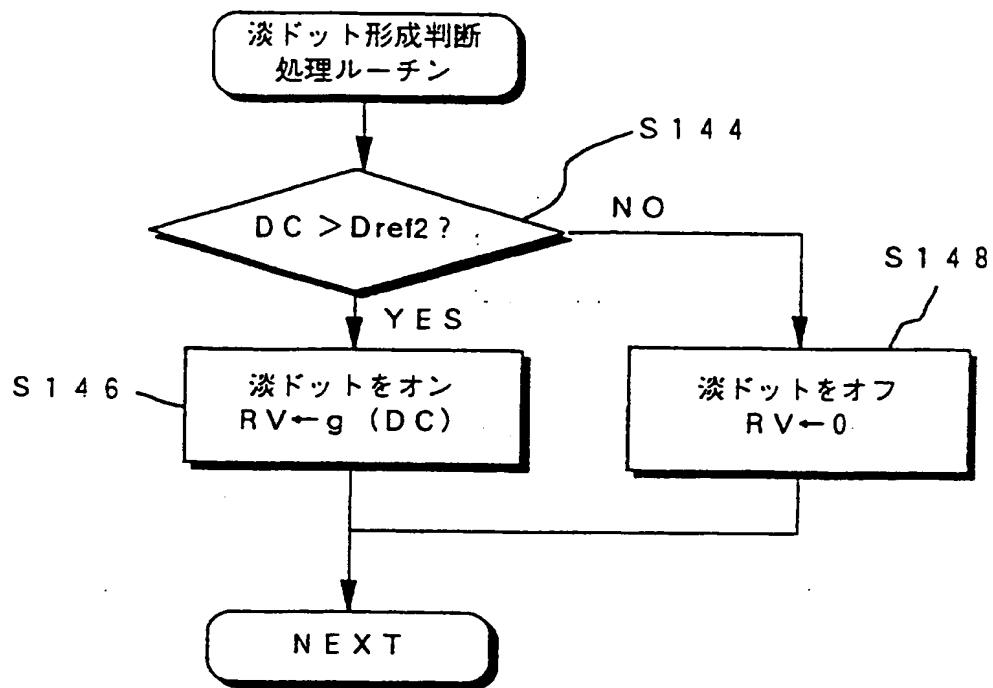 淡ドット形成判断
処理ルーチン
S144
DC>Dref2?
NO
S148
YES
S146
淡ドットをオン
RV←g(DC)
淡ドットをオフ
RV←0
NEXT